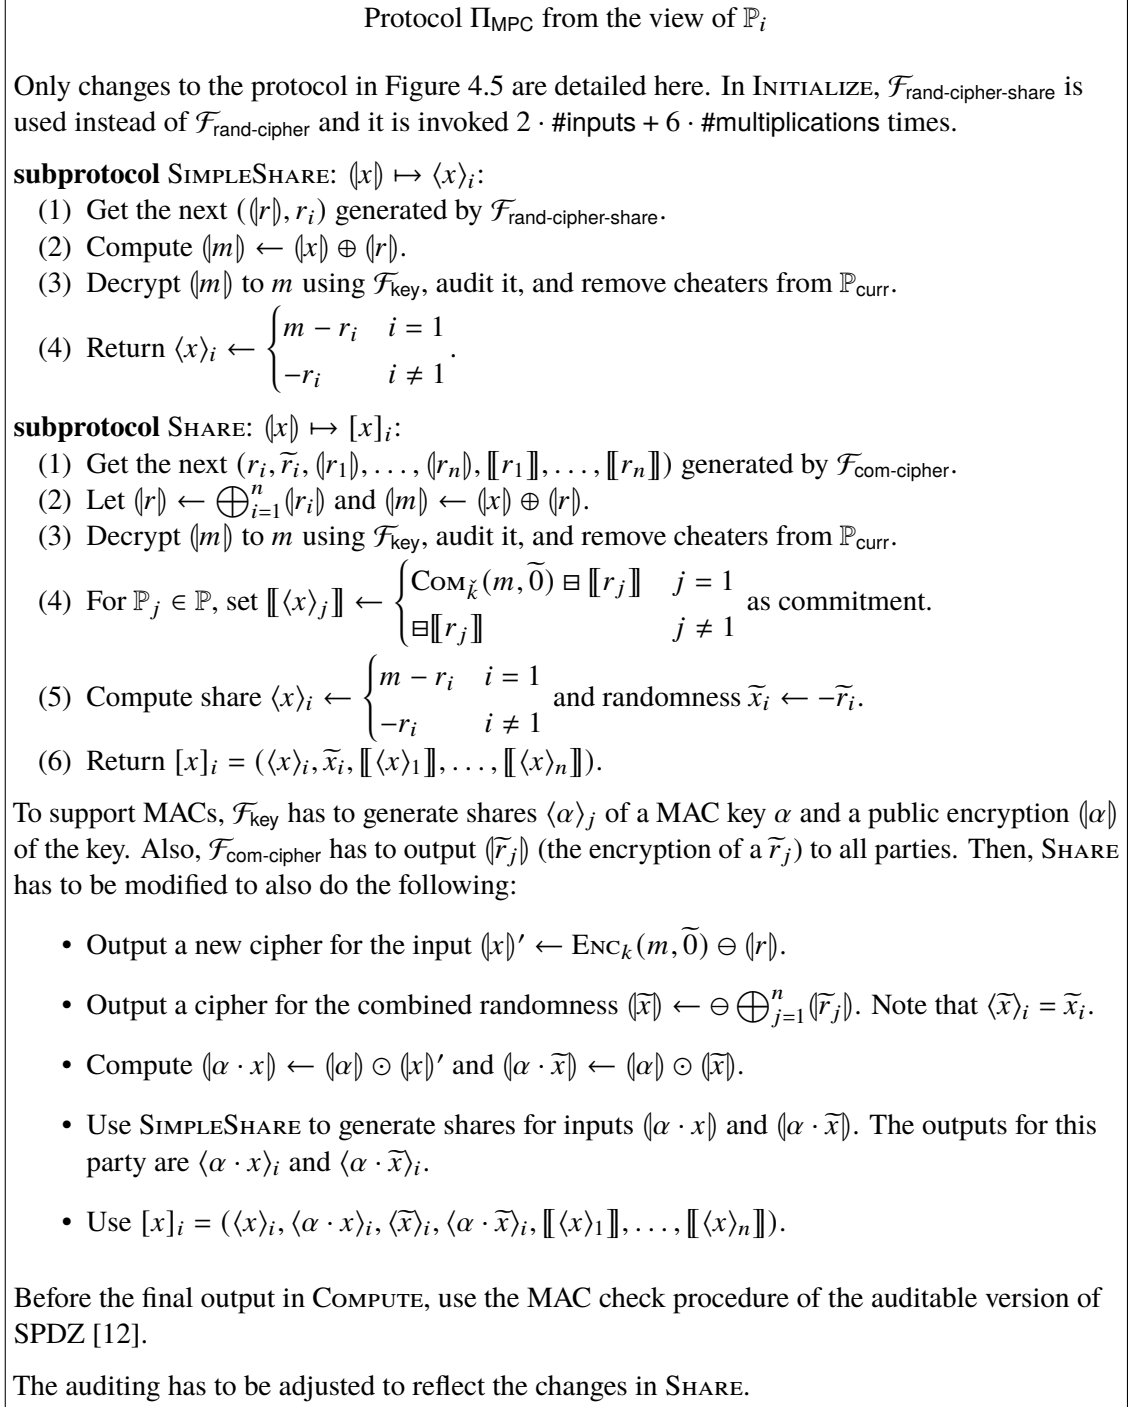 Protocol Π_MPC from the view of ℙ_i
Only changes to the protocol in Figure 4.5 are detailed here. In Initialize, ℱ_rand-cipher-share is
used instead of ℱ_rand-cipher and it is invoked 2 · #inputs + 6 · #multiplications times.
subprotocol SimpleShare: ⦇x⦈ ↦ ⟨x⟩_i:
(1) Get the next (⦇r⦈, r_i) generated by ℱ_rand-cipher-share.
(2) Compute ⦇m⦈ ← ⦇x⦈ ⊕ ⦇r⦈.
(3) Decrypt ⦇m⦈ to m using ℱ_key, audit it, and remove cheaters from ℙ_curr.
(4) Return ⟨x⟩_i ← { m − r_i  i = 1
−r_i  i ≠ 1 .
subprotocol Share: ⦇x⦈ ↦ [x]_i:
(1) Get the next (r_i, r̃_i, ⦇r_1⦈, . . . , ⦇r_n⦈, ⟦r_1⟧, . . . , ⟦r_n⟧) generated by ℱ_com-cipher.
(2) Let ⦇r⦈ ← ⨁_{i=1}^n ⦇r_i⦈ and ⦇m⦈ ← ⦇x⦈ ⊕ ⦇r⦈.
(3) Decrypt ⦇m⦈ to m using ℱ_key, audit it, and remove cheaters from ℙ_curr.
(4) For ℙ_j ∈ ℙ, set ⟦⟨x⟩_j⟧ ← { Com_ǩ(m, 0̃) ⊟ ⟦r_j⟧  j = 1
⊟⟦r_j⟧  j ≠ 1 as commitment.
(5) Compute share ⟨x⟩_i ← { m − r_i  i = 1
−r_i  i ≠ 1 and randomness x̃_i ← −r̃_i.
(6) Return [x]_i = (⟨x⟩_i, x̃_i, ⟦⟨x⟩_1⟧, . . . , ⟦⟨x⟩_n⟧).
To support MACs, ℱ_key has to generate shares ⟨α⟩_j of a MAC key α and a public encryption ⦇α⦈
of the key. Also, ℱ_com-cipher has to output ⦇r̃_j⦈ (the encryption of a r̃_j) to all parties. Then, Share
has to be modified to also do the following:
• Output a new cipher for the input ⦇x⦈′ ← Enc_k(m, 0̃) ⊖ ⦇r⦈.
• Output a cipher for the combined randomness ⦇x̃⦈ ← ⊖ ⨁_{j=1}^n ⦇r̃_j⦈. Note that ⟨x̃⟩_i = x̃_i.
• Compute ⦇α · x⦈ ← ⦇α⦈ ⊙ ⦇x⦈′ and ⦇α · x̃⦈ ← ⦇α⦈ ⊙ ⦇x̃⦈.
• Use SimpleShare to generate shares for inputs ⦇α · x⦈ and ⦇α · x̃⦈. The outputs for this
party are ⟨α · x⟩_i and ⟨α · x̃⟩_i.
• Use [x]_i = (⟨x⟩_i, ⟨α · x⟩_i, ⟨x̃⟩_i, ⟨α · x̃⟩_i, ⟦⟨x⟩_1⟧, . . . , ⟦⟨x⟩_n⟧).
Before the final output in Compute, use the MAC check procedure of the auditable version of
SPDZ [12].
The auditing has to be adjusted to reflect the changes in Share.